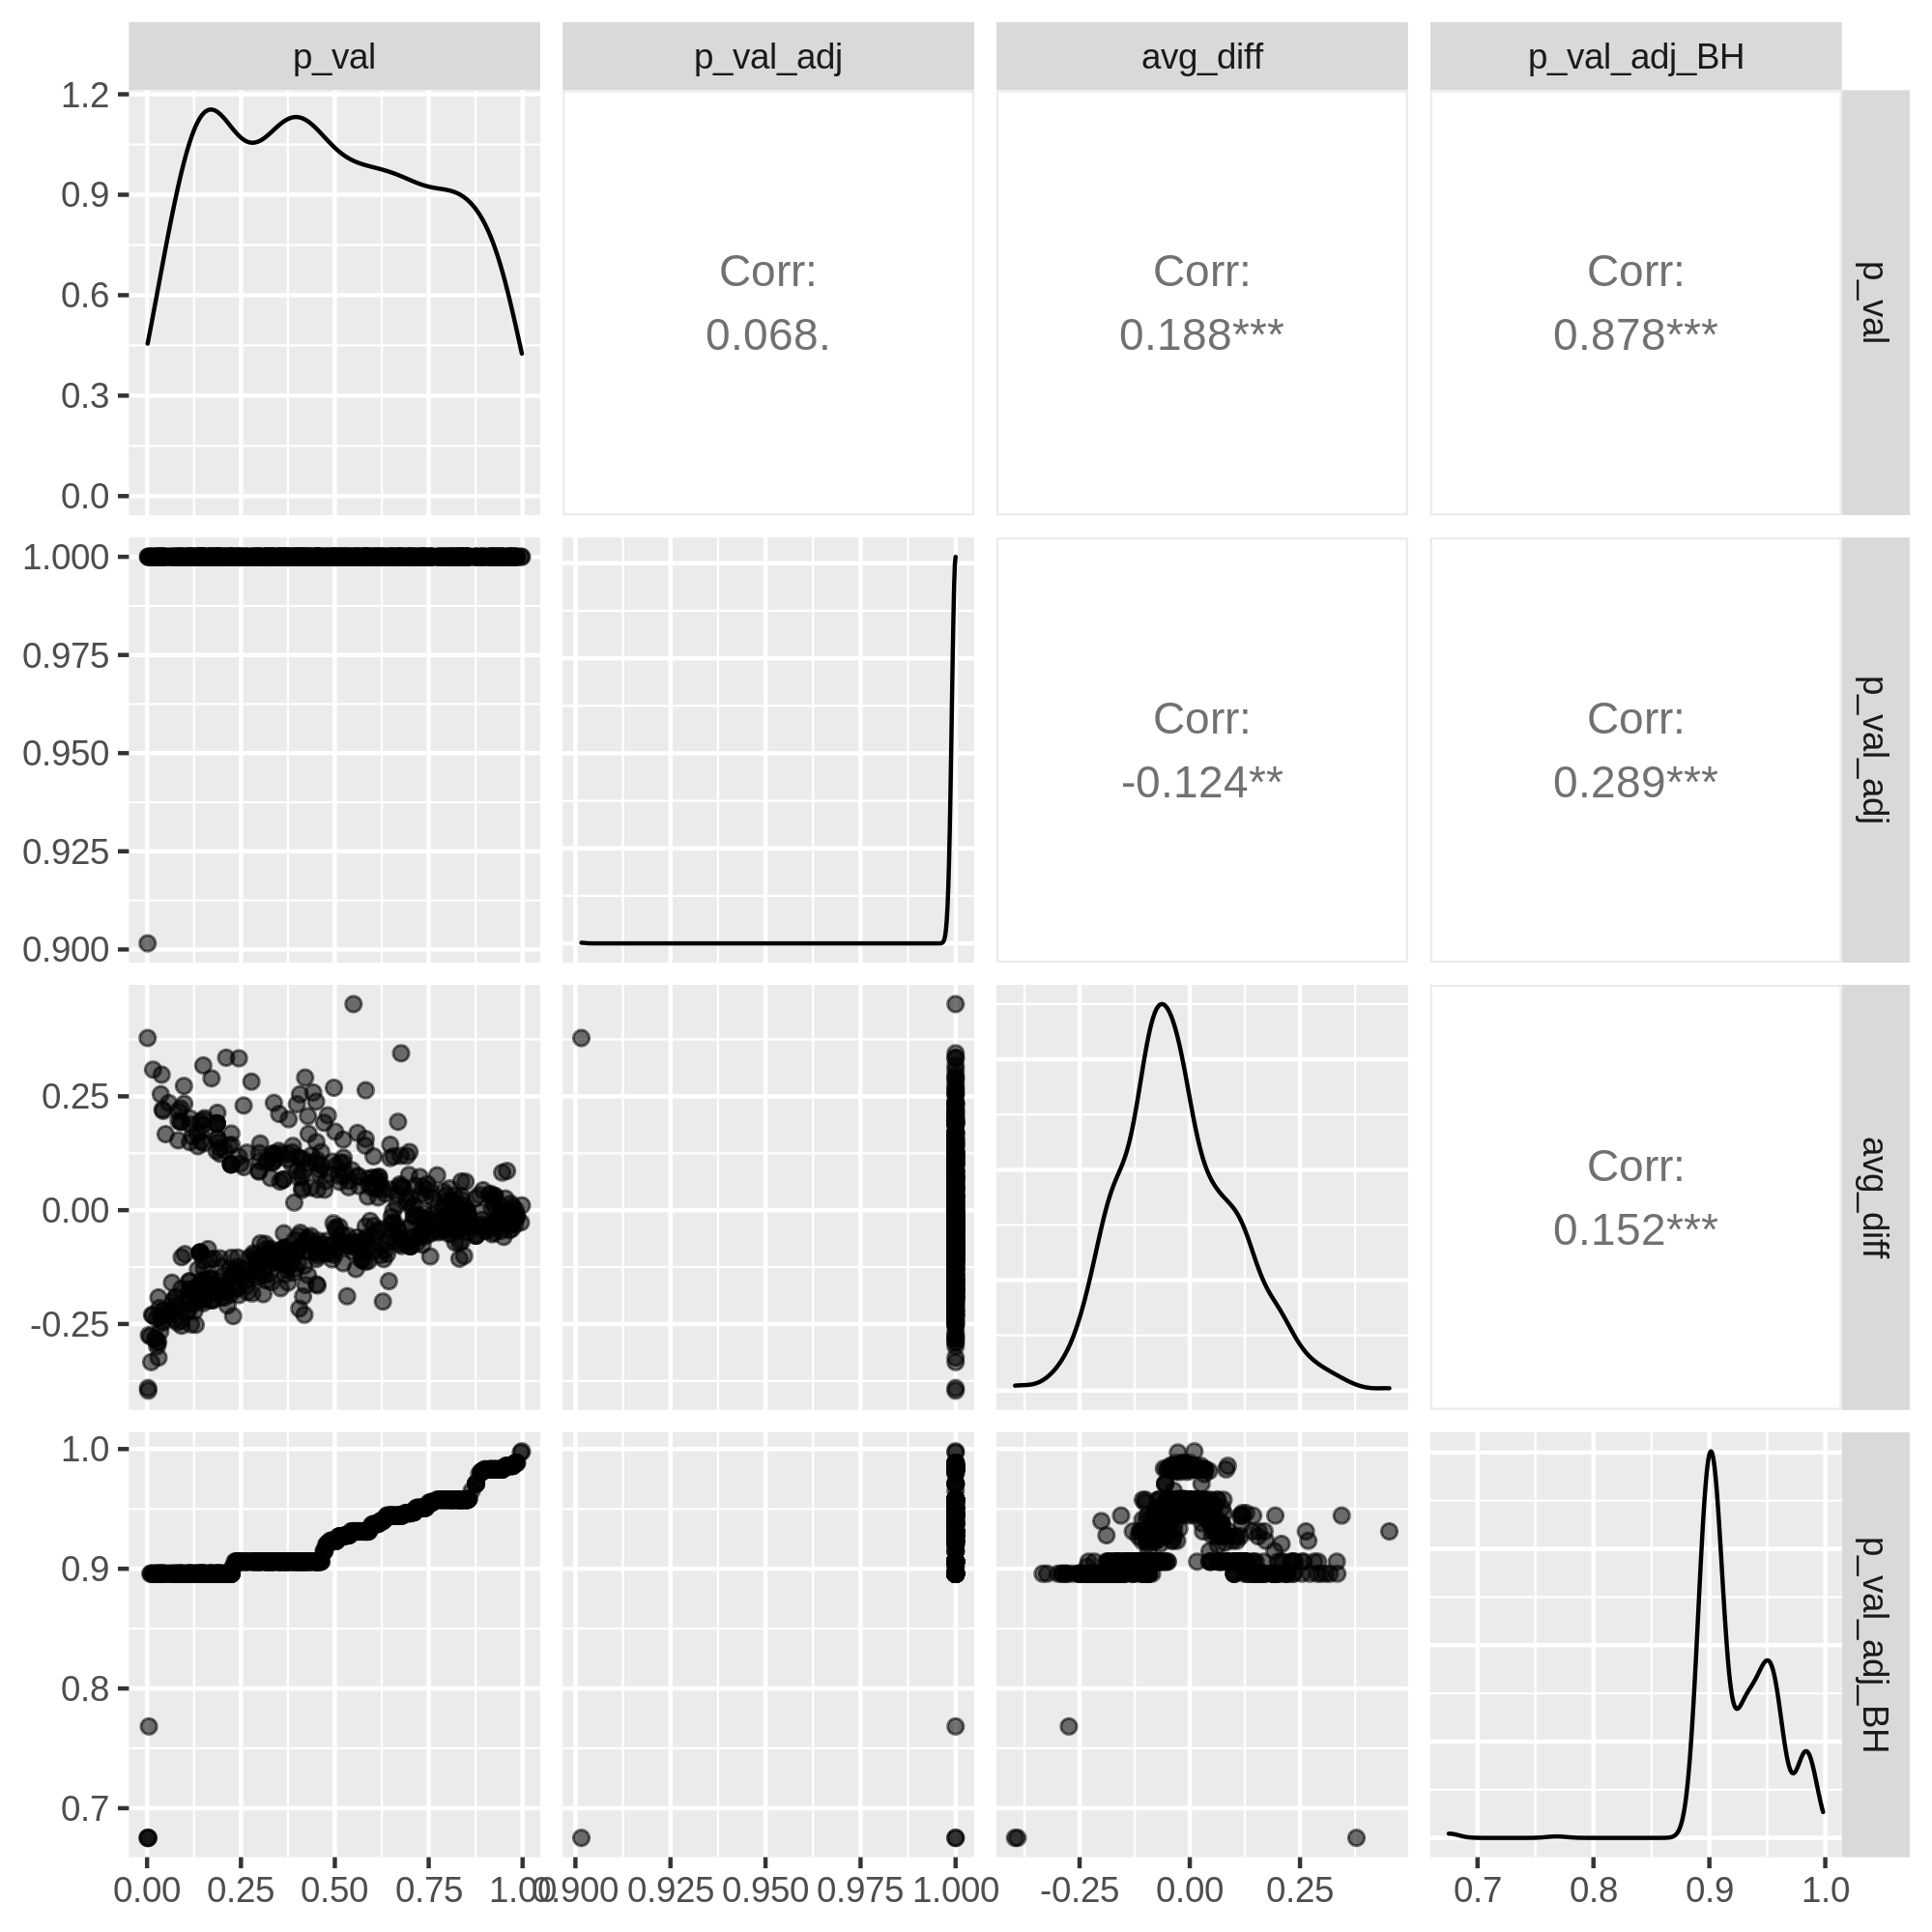 p_val p_val_adj avg_diff p_val_adj_BH
1.2
0.9
0.6
0.3
0.0
Corr:
0.068.
Corr:
0.188***
Corr:
0.878***
p_val
1.000
0.975
0.950
0.925
0.900
Corr:
-0.124**
Corr:
0.289***
p_val_adj
0.25
0.00
-0.25
Corr:
0.152***
avg_diff
1.0
0.9
0.8
0.7
p_val_adj_BH
0.00 0.25 0.50 0.75 1.00
0.900 0.925 0.950 0.975 1.000
-0.25 0.00 0.25
0.7 0.8 0.9 1.0